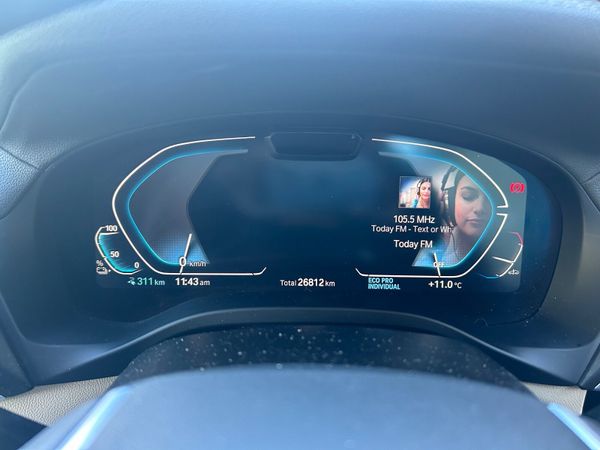 105.5 MHz
Today FM - Text or Wh
Today FM
100
50
%
0
0 km/h
OFF
311 km
11:43 am
Total 26812 km
ECO PRO
INDIVIDUAL
+11.0 °C